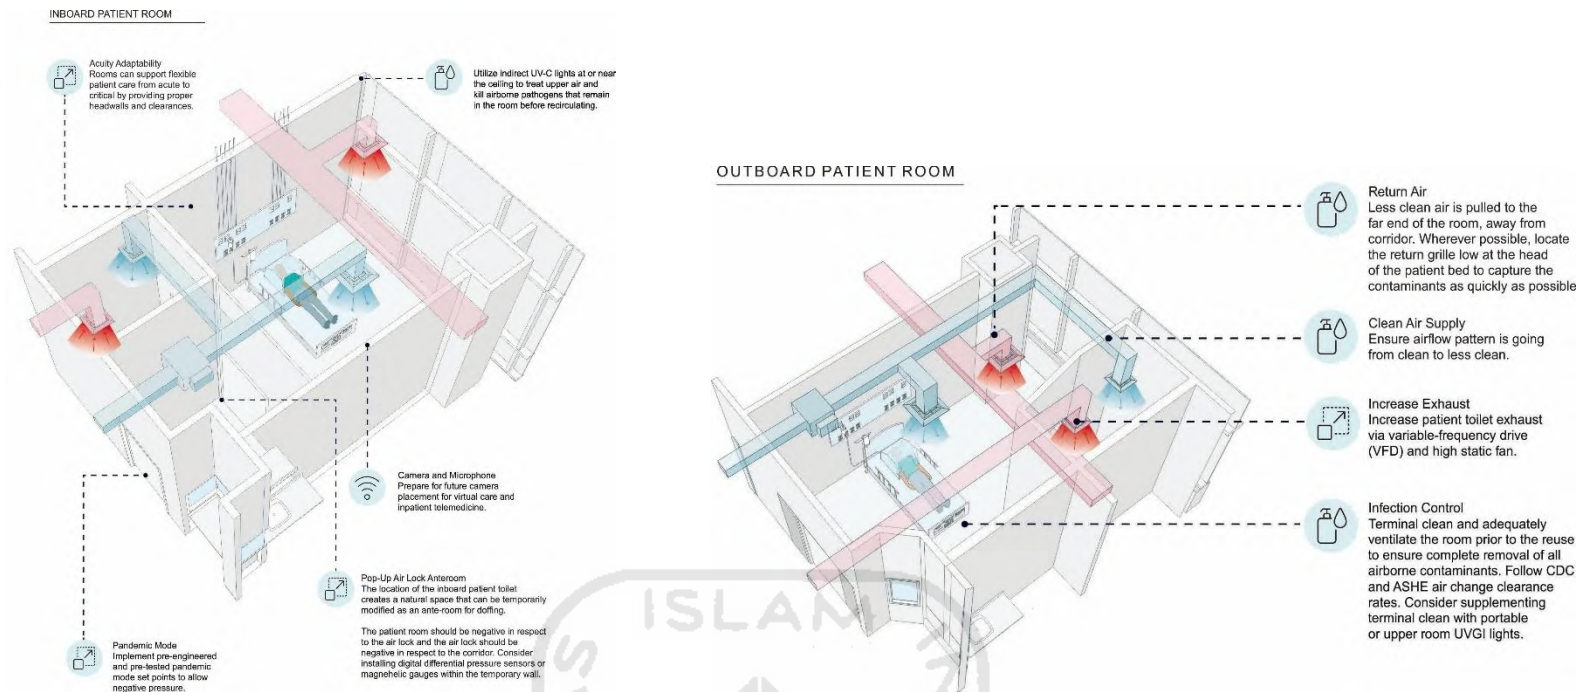 INBOARD PATIENT ROOM
Acuity Adaptability
Rooms can support flexible
patient care from acute to
critical by providing proper
headwalls and clearances.
Utilize indirect UV-C lights at or near
the ceiling to treat upper air and
kill airborne pathogens that remain
in the room before recirculating.
Camera and Microphone
Prepare for future camera
placement for virtual care and
inpatient telemedicine.
Pop-Up Air Lock Anteroom
The location of the inboard patient toilet
creates a natural space that can be temporarily
modified as an ante-room for doffing.
The patient room should be negative in respect
to the air lock and the air lock should be
negative in respect to the corridor. Consider
installing digital differential pressure sensors or
magnehelic gauges within the temporary wall.
Pandemic Mode
Implement pre-engineered
and pre-tested pandemic
mode set points to allow
negative pressure.
OUTBOARD PATIENT ROOM
Return Air
Less clean air is pulled to the
far end of the room, away from
corridor. Wherever possible, locate
the return grille low at the head
of the patient bed to capture the
contaminants as quickly as possible
Clean Air Supply
Ensure airflow pattern is going
from clean to less clean.
Increase Exhaust
Increase patient toilet exhaust
via variable-frequency drive
(VFD) and high static fan.
Infection Control
Terminal clean and adequately
ventilate the room prior to the reuse
to ensure complete removal of all
airborne contaminants. Follow CDC
and ASHE air change clearance
rates. Consider supplementing
terminal clean with portable
or upper room UVGI lights.
ISLAM